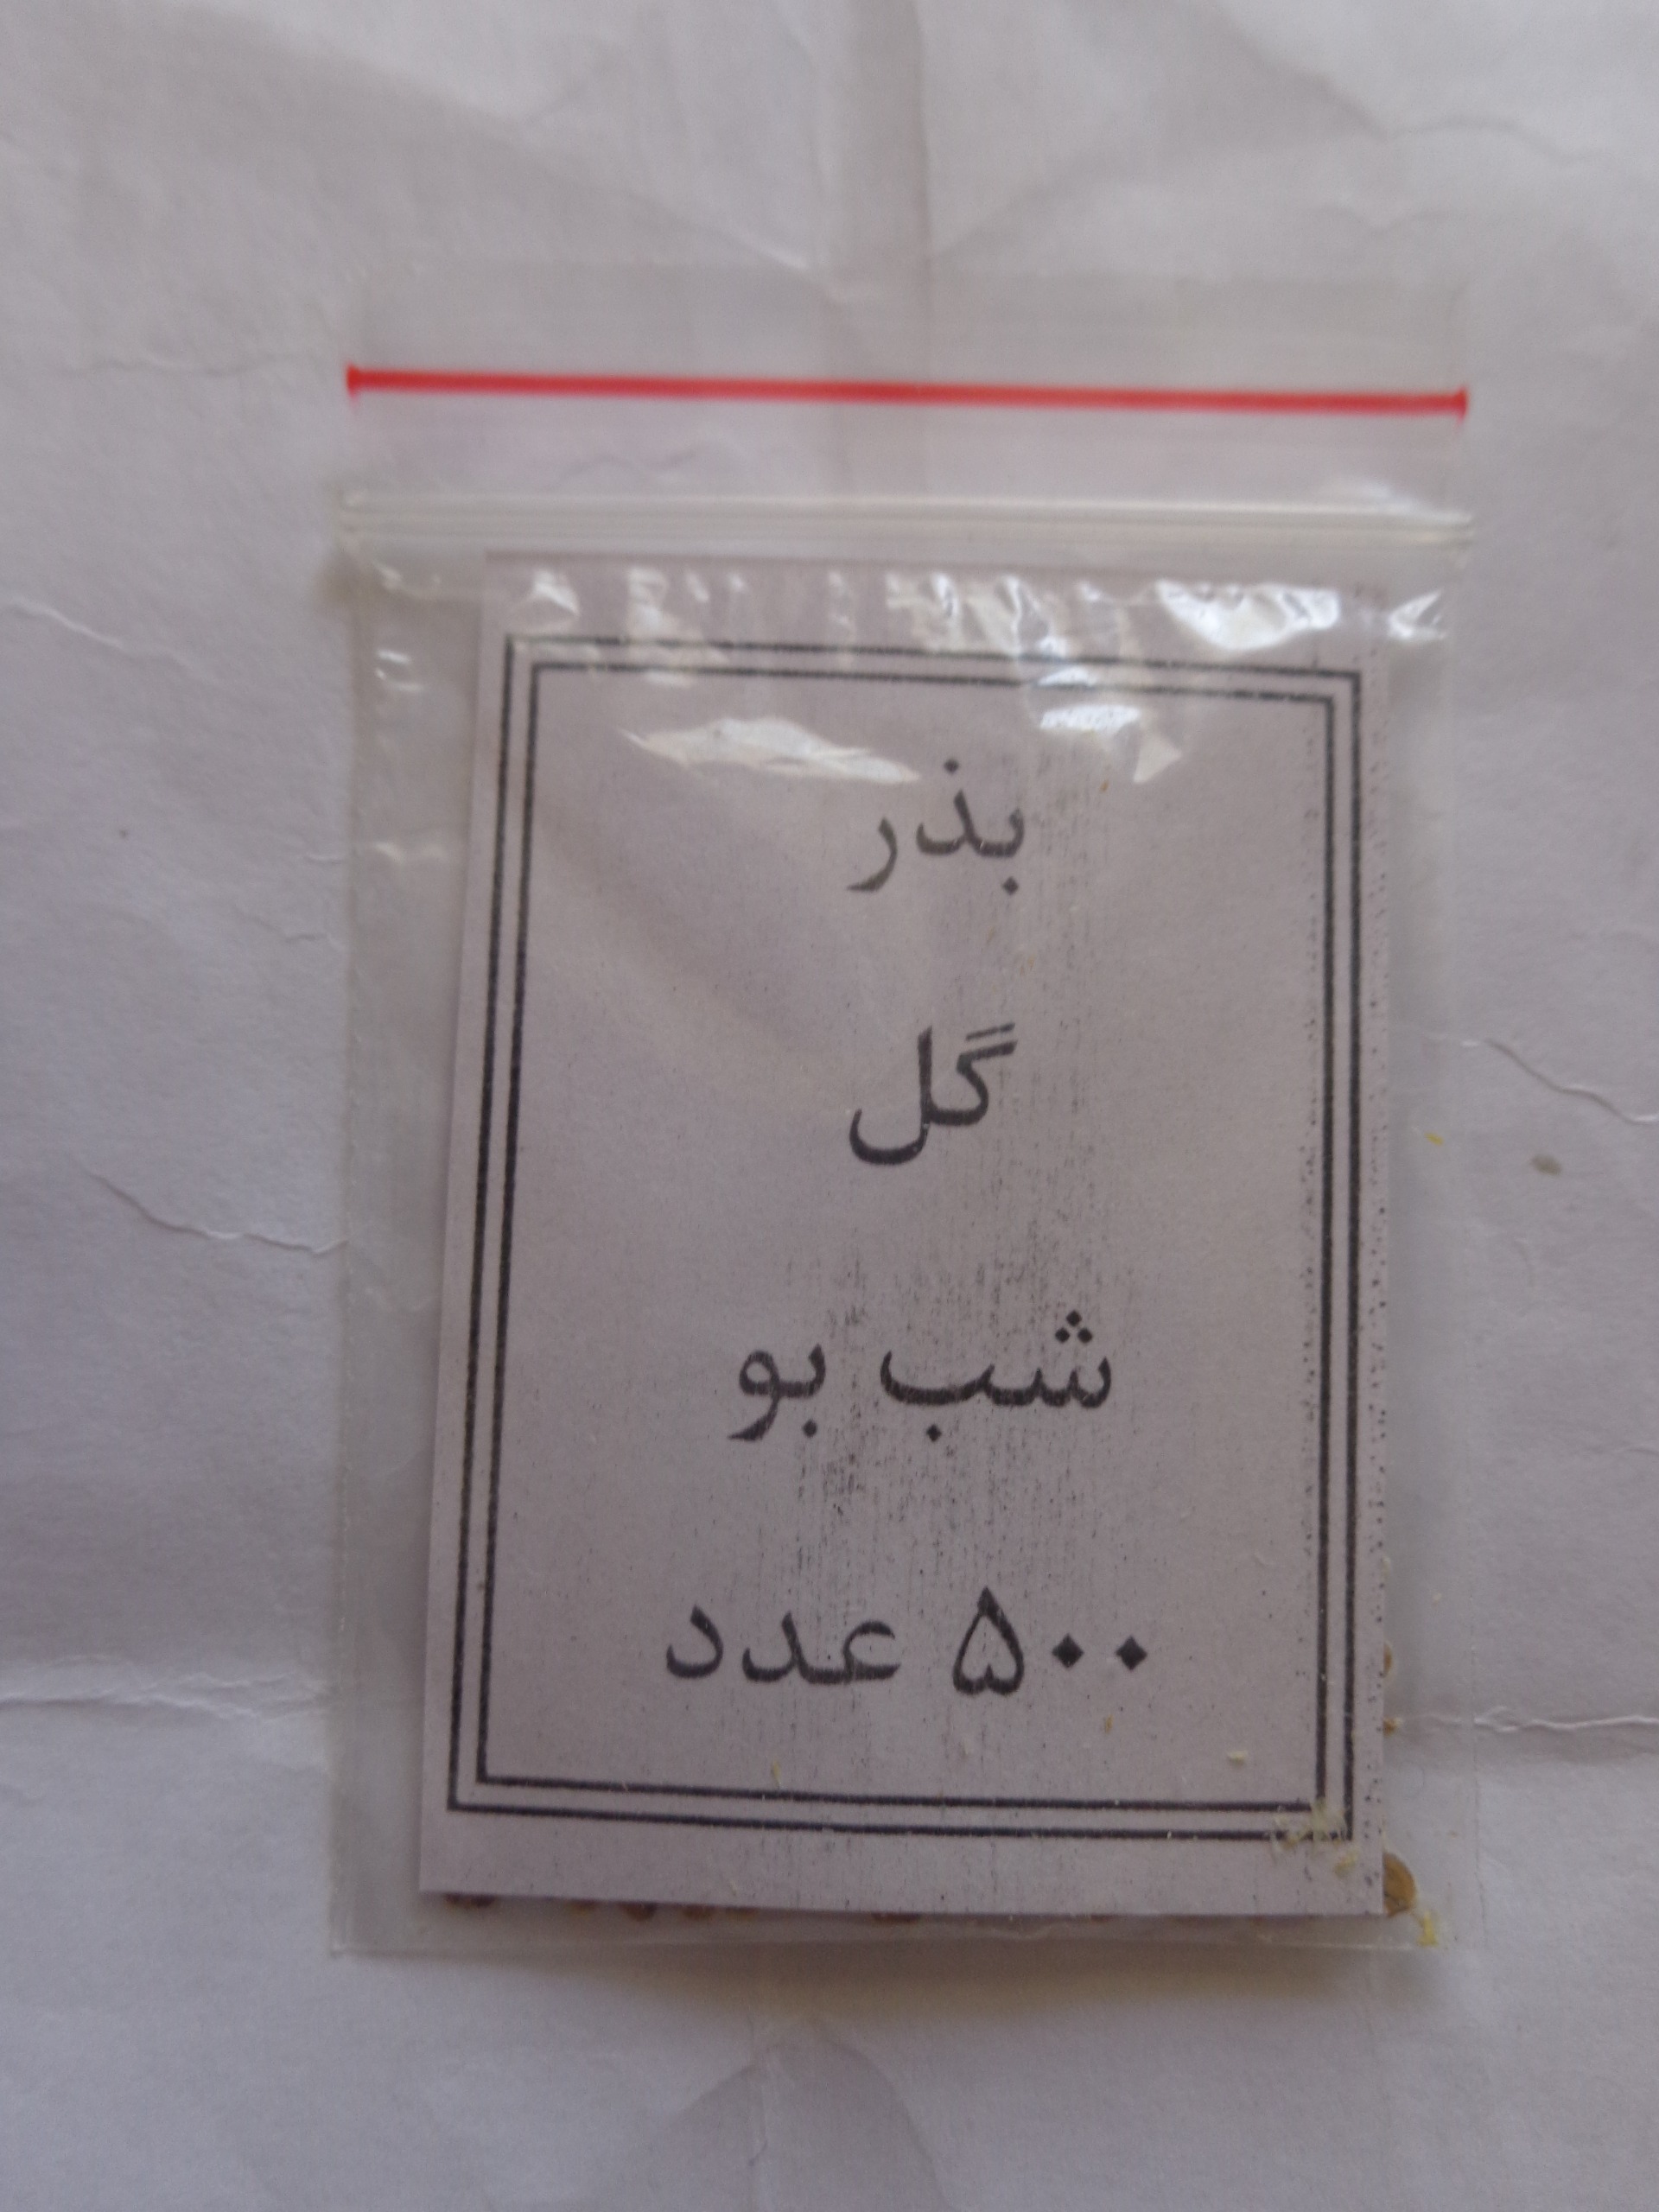 بذر
گل
شب بو
۵۰۰ عدد